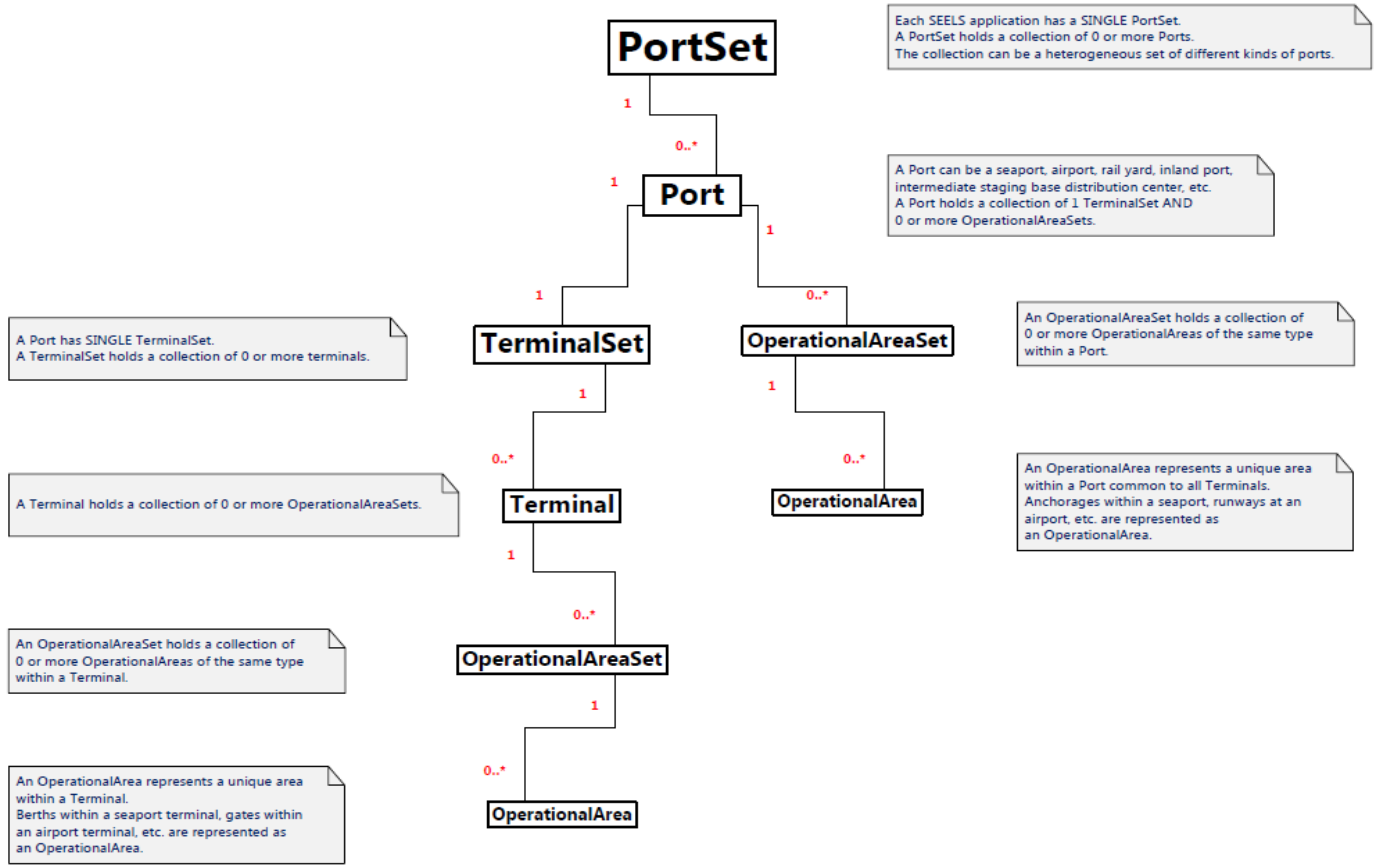 PortSet
Each SEELS application has a SINGLE PortSet.
A PortSet holds a collection of 0 or more Ports.
The collection can be a heterogeneous set of different kinds of ports.
1
0..*
1
Port
A Port can be a seaport, airport, rail yard, inland port,
intermediate staging base distribution center, etc.
A Port holds a collection of 1 TerminalSet AND
0 or more OperationalAreaSets.
1
1
0..*
A Port has SINGLE TerminalSet.
A TerminalSet holds a collection of 0 or more terminals.
TerminalSet
OperationalAreaSet
An OperationalAreaSet holds a collection of
0 or more OperationalAreas of the same type
within a Port.
1
1
0..*
0..*
A Terminal holds a collection of 0 or more OperationalAreaSets.
Terminal
OperationalArea
An OperationalArea represents a unique area
within a Port common to all Terminals.
Anchorages within a seaport, runways at an
airport, etc. are represented as
an OperationalArea.
1
0..*
An OperationalAreaSet holds a collection of
0 or more OperationalAreas of the same type
within a Terminal.
OperationalAreaSet
1
0..*
An OperationalArea represents a unique area
within a Terminal.
Berths within a seaport terminal, gates within
an airport terminal, etc. are represented as
an OperationalArea.
OperationalArea